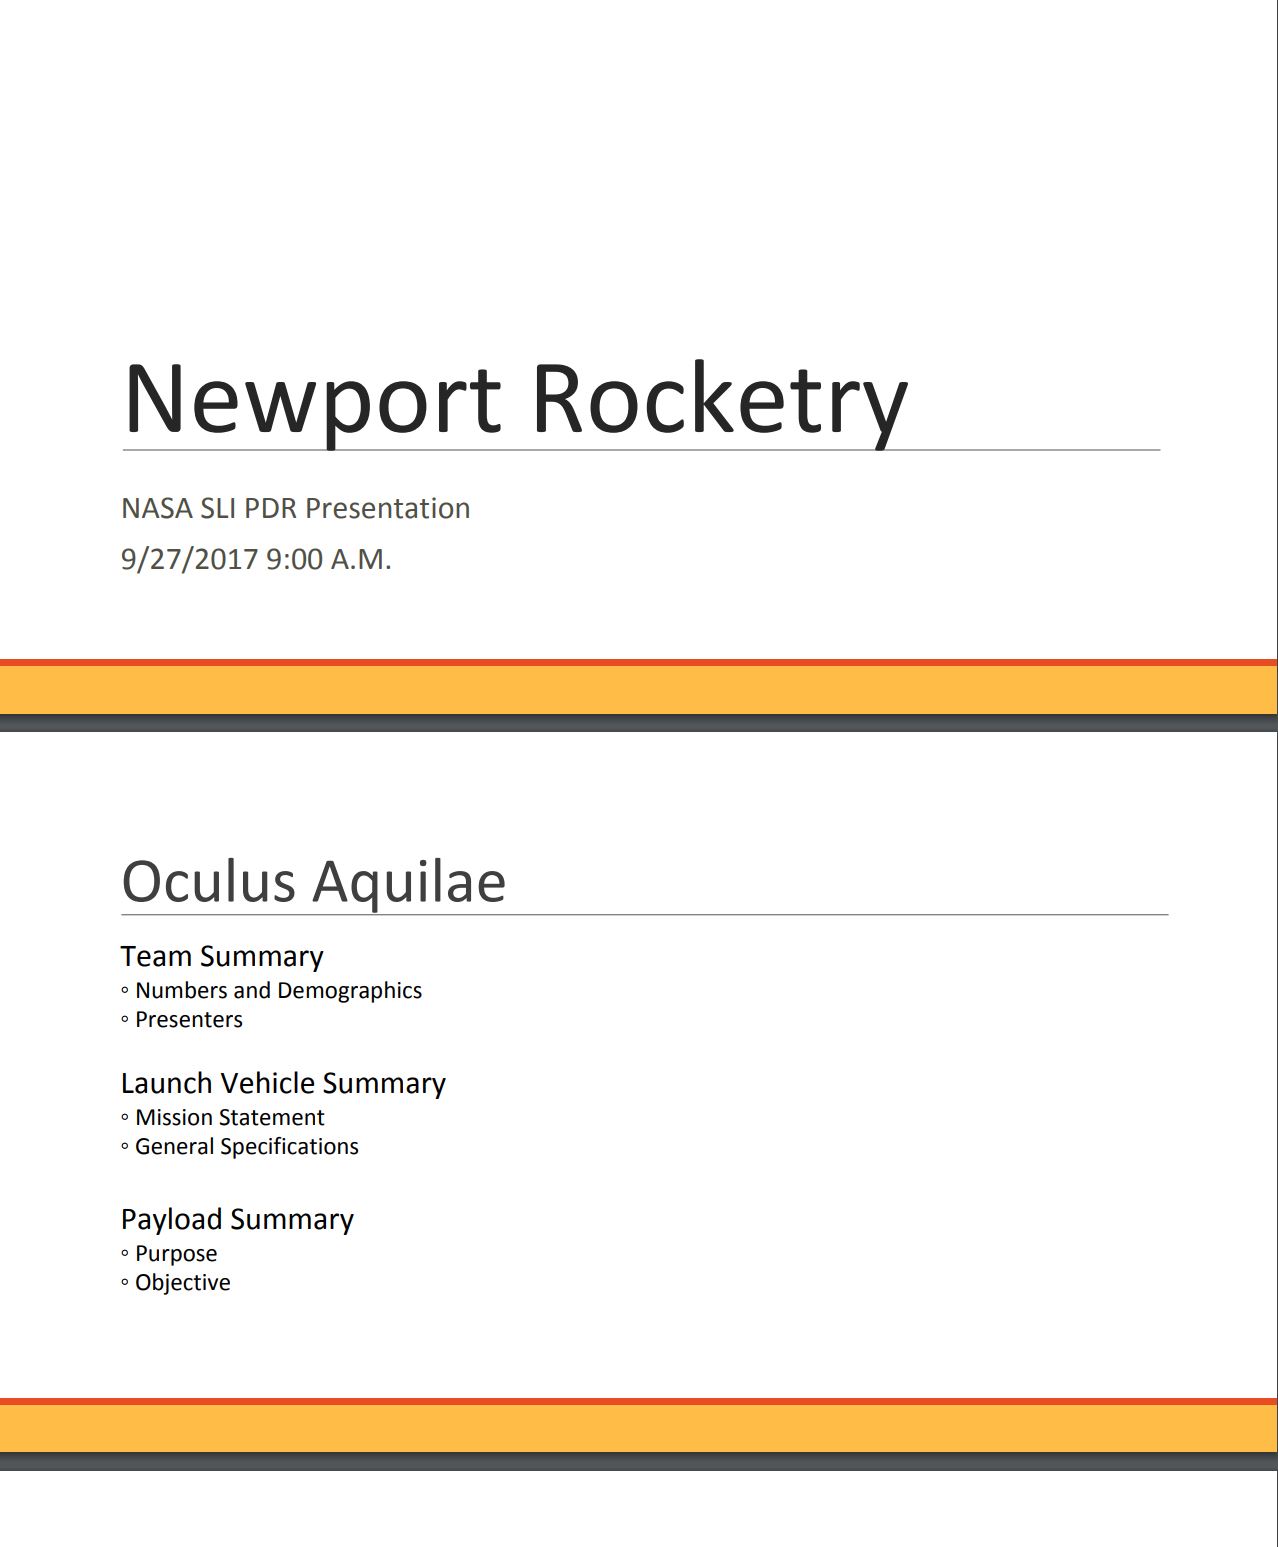 Newport Rocketry
NASA SLI PDR Presentation
9/27/2017 9:00 A.M.
Oculus Aquilae
Team Summary
◦ Numbers and Demographics
◦ Presenters
Launch Vehicle Summary
◦ Mission Statement
◦ General Specifications
Payload Summary
◦ Purpose
◦ Objective